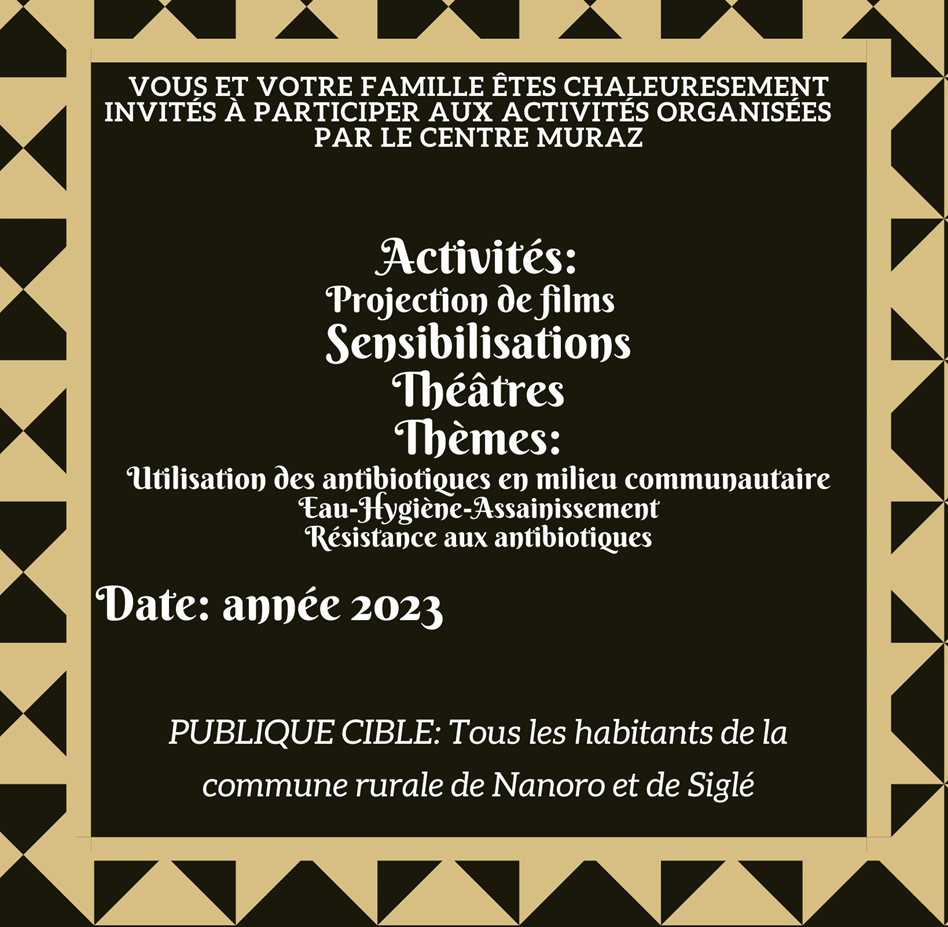 VOUS ET VOTRE FAMILLE ÊTES CHALEURESEMENT
INVITÉS À PARTICIPER AUX ACTIVITÉS ORGANISÉES
PAR LE CENTRE MURAZ
Activités:
Projection de films
Sensibilisations
Théâtres
Thèmes:
Utilisation des antibiotiques en milieu communautaire
Eau-Hygiène-Assainissement
Résistance aux antibiotiques
Date: année 2023
PUBLIQUE CIBLE: Tous les habitants de la
commune rurale de Nanoro et de Siglé